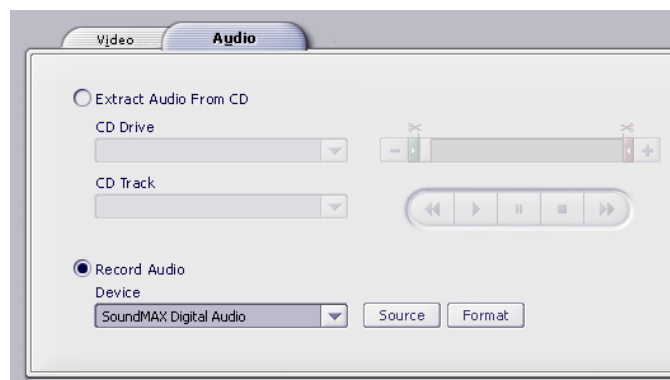 Video Audio
Extract Audio From CD
CD Drive
CD Track
Record Audio
Device
SoundMAX Digital Audio Source Format